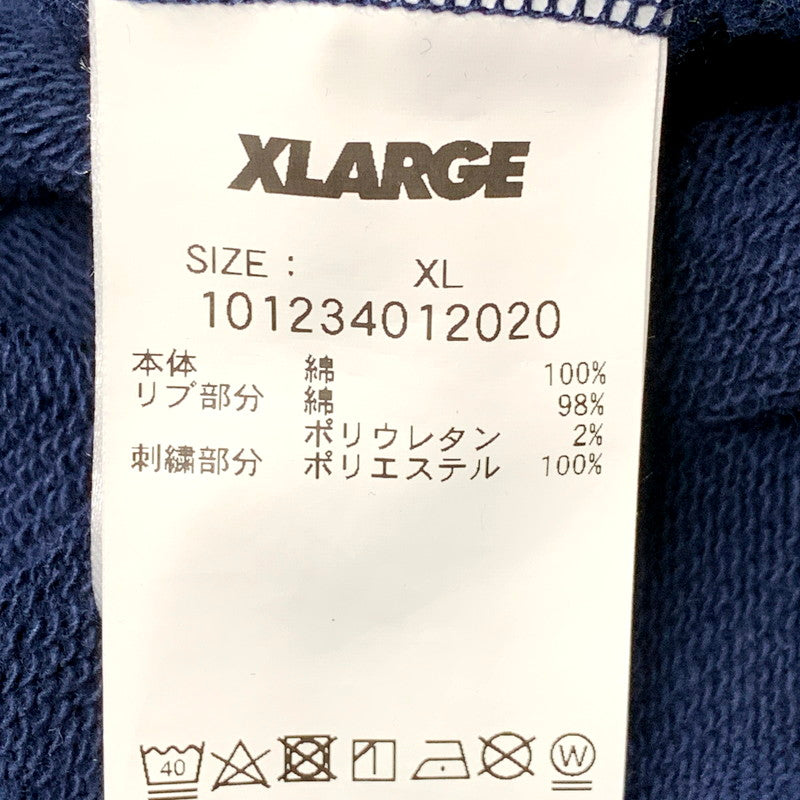 XLARGE
SIZE : XL
101234012020
本体 綿 100%
リブ部分 綿 98%
ポリウレタン 2%
刺繍部分 ポリエステル 100%
40 W